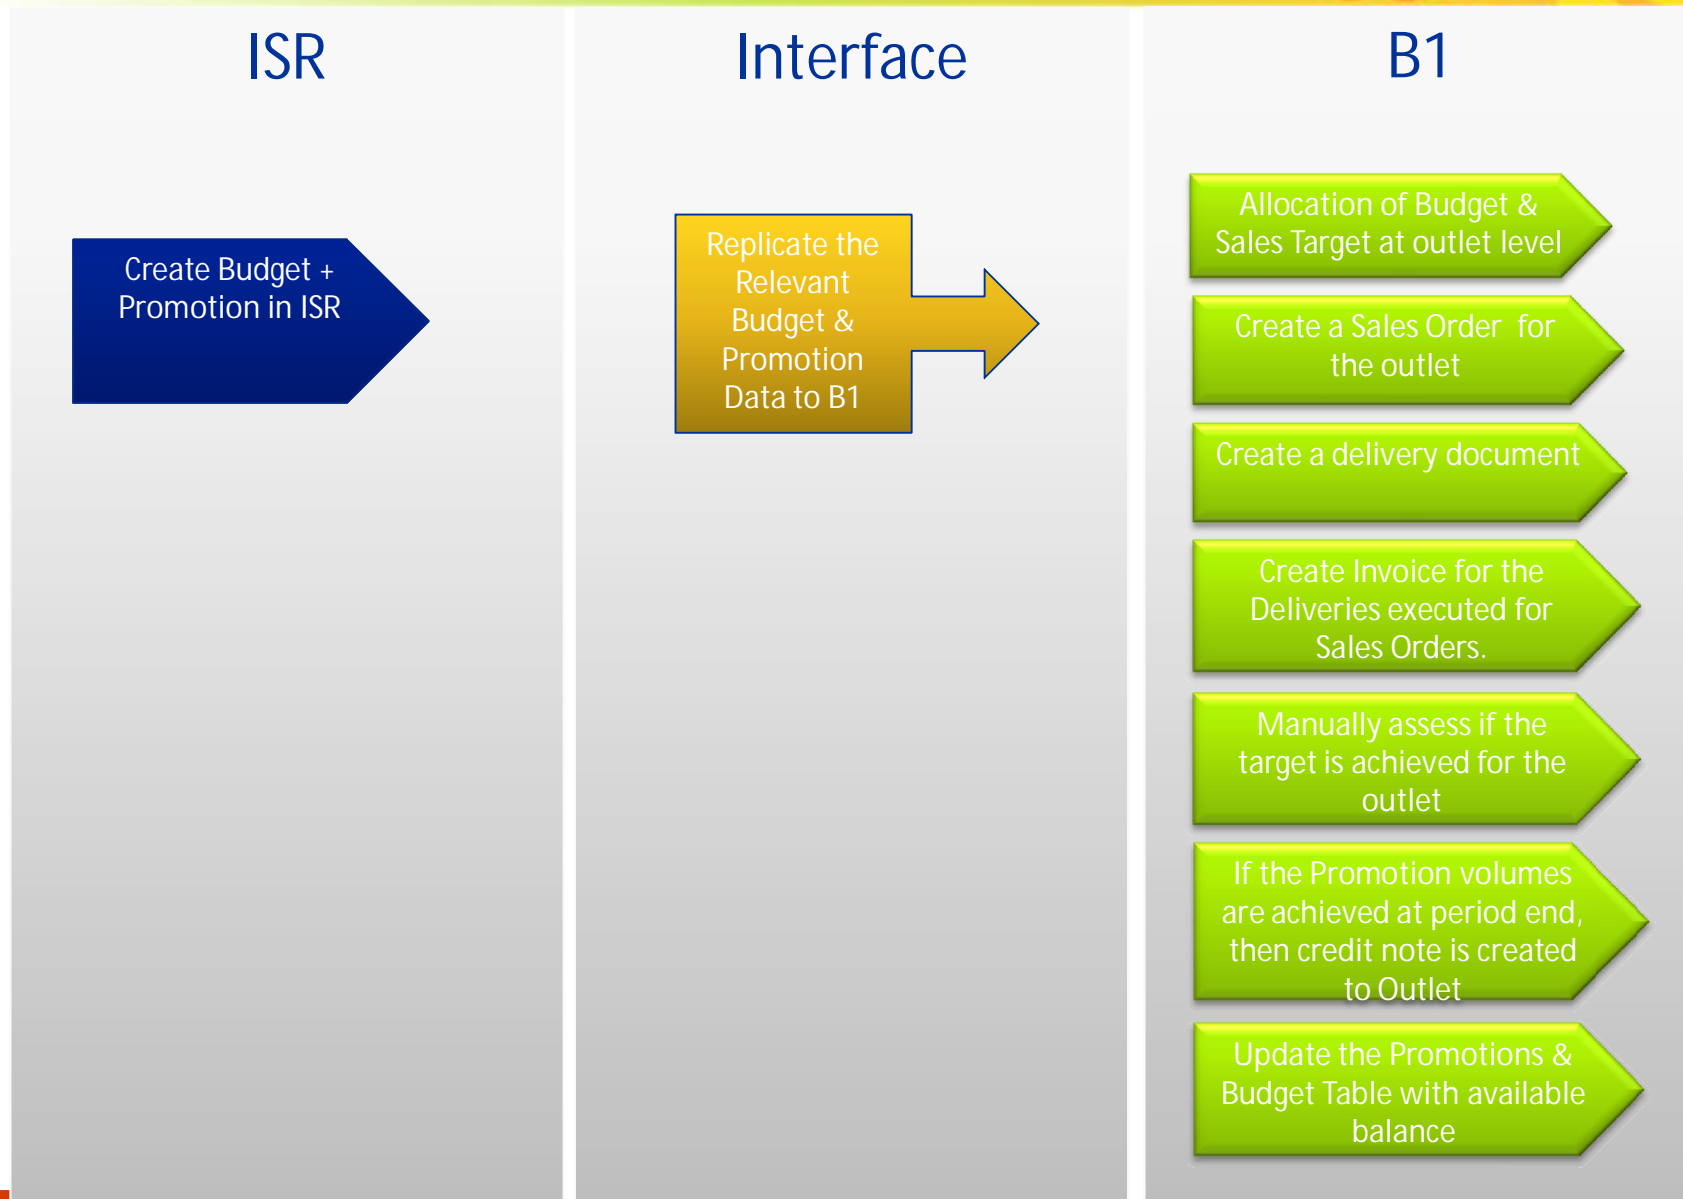 ISR
Create Budget +
Promotion in ISR
Interface
Replicate the
Relevant
Budget &
Promotion
Data to B1
B1
Allocation of Budget &
Sales Target at outlet level
Create a Sales Order for
the outlet
Create a delivery document
Create Invoice for the
Deliveries executed for
Sales Orders.
Manually assess if the
target is achieved for the
outlet
If the Promotion volumes
are achieved at period end,
then credit note is created
to Outlet
Update the Promotions &
Budget Table with available
balance